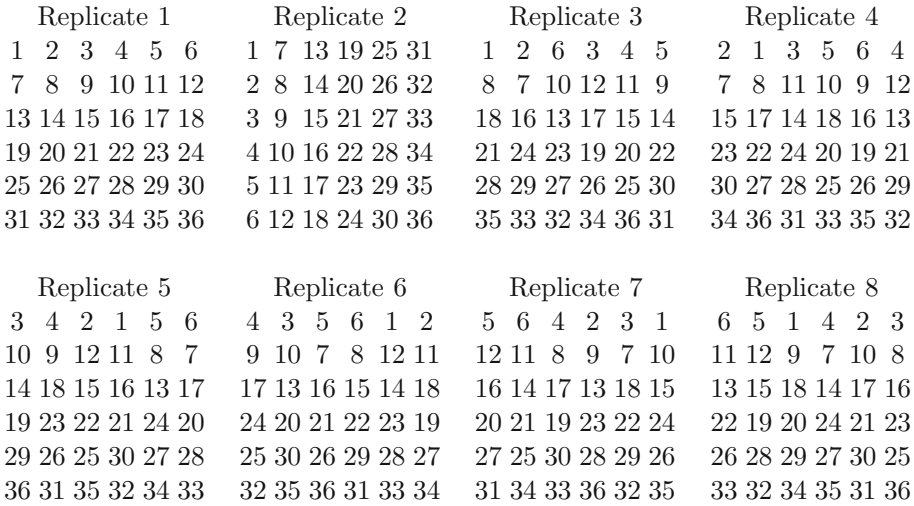 Replicate 1 Replicate 2 Replicate 3 Replicate 4
1 2 3 4 5 6 1 7 13 19 25 31 1 2 6 3 4 5 2 1 3 5 6 4
7 8 9 10 11 12 2 8 14 20 26 32 8 7 10 12 11 9 7 8 11 10 9 12
13 14 15 16 17 18 3 9 15 21 27 33 18 16 13 17 15 14 15 17 14 18 16 13
19 20 21 22 23 24 4 10 16 22 28 34 21 24 23 19 20 22 23 22 24 20 19 21
25 26 27 28 29 30 5 11 17 23 29 35 28 29 27 26 25 30 30 27 28 25 26 29
31 32 33 34 35 36 6 12 18 24 30 36 35 33 32 34 36 31 34 36 31 33 35 32
Replicate 5 Replicate 6 Replicate 7 Replicate 8
3 4 2 1 5 6 4 3 5 6 1 2 5 6 4 2 3 1 6 5 1 4 2 3
10 9 12 11 8 7 9 10 7 8 12 11 12 11 8 9 7 10 11 12 9 7 10 8
14 18 15 16 13 17 17 13 16 15 14 18 16 14 17 13 18 15 13 15 18 14 17 16
19 23 22 21 24 20 24 20 21 22 23 19 20 21 19 23 22 24 22 19 20 24 21 23
29 26 25 30 27 28 25 30 26 29 28 27 27 25 30 28 29 26 26 28 29 27 30 25
36 31 35 32 34 33 32 35 36 31 33 34 31 34 33 36 32 35 33 32 34 35 31 36